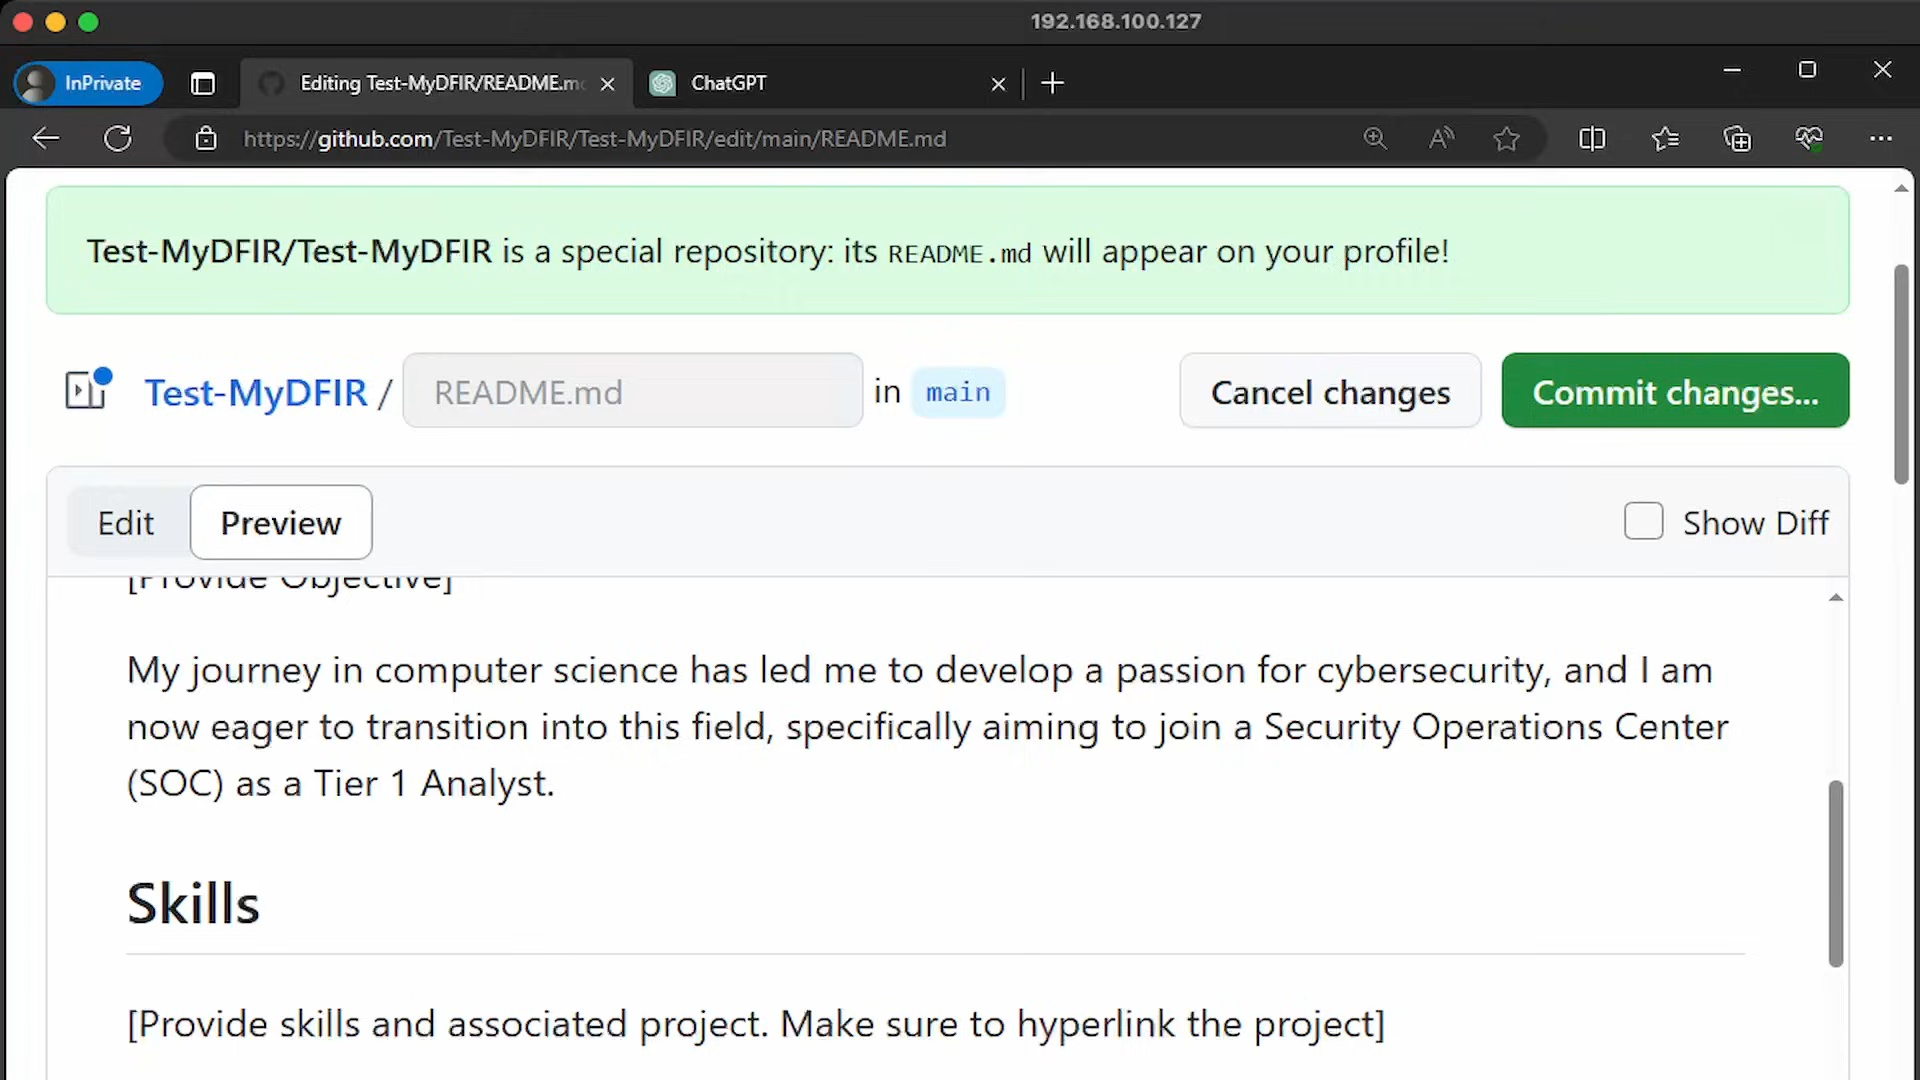 192.168.100.127
InPrivate
Editing Test-MyDFIR/README.m
ChatGPT
https://github.com/Test-MyDFIR/Test-MyDFIR/edit/main/README.md
Test-MyDFIR/Test-MyDFIR is a special repository: its README.md will appear on your profile!
Test-MyDFIR / README.md in main
Cancel changes
Commit changes...
Edit
Preview
Show Diff
[Provide Objective]
My journey in computer science has led me to develop a passion for cybersecurity, and I am
now eager to transition into this field, specifically aiming to join a Security Operations Center
(SOC) as a Tier 1 Analyst.
Skills
[Provide skills and associated project. Make sure to hyperlink the project]